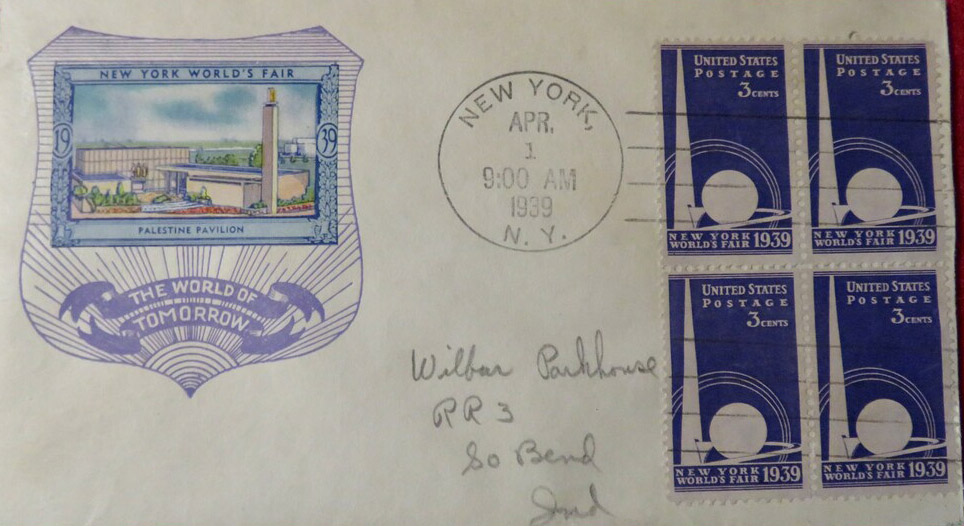 NEW YORK WORLD'S FAIR
19 39
PALESTINE PAVILION
THE WORLD OF
TOMORROW
NEW YORK,
APR.
1
9:00 AM
1939
N. Y.
UNITED STATES
POSTAGE
3 CENTS
NEW YORK
WORLD'S FAIR 1939
UNITED STATES
POSTAGE
3 CENTS
NEW YORK
WORLD'S FAIR 1939
UNITED STATES
POSTAGE
3 CENTS
NEW YORK
WORLD'S FAIR 1939
UNITED STATES
POSTAGE
3 CENTS
NEW YORK
WORLD'S FAIR 1939
Wilbur Parkhouse
RR 3
So Bend
Ind